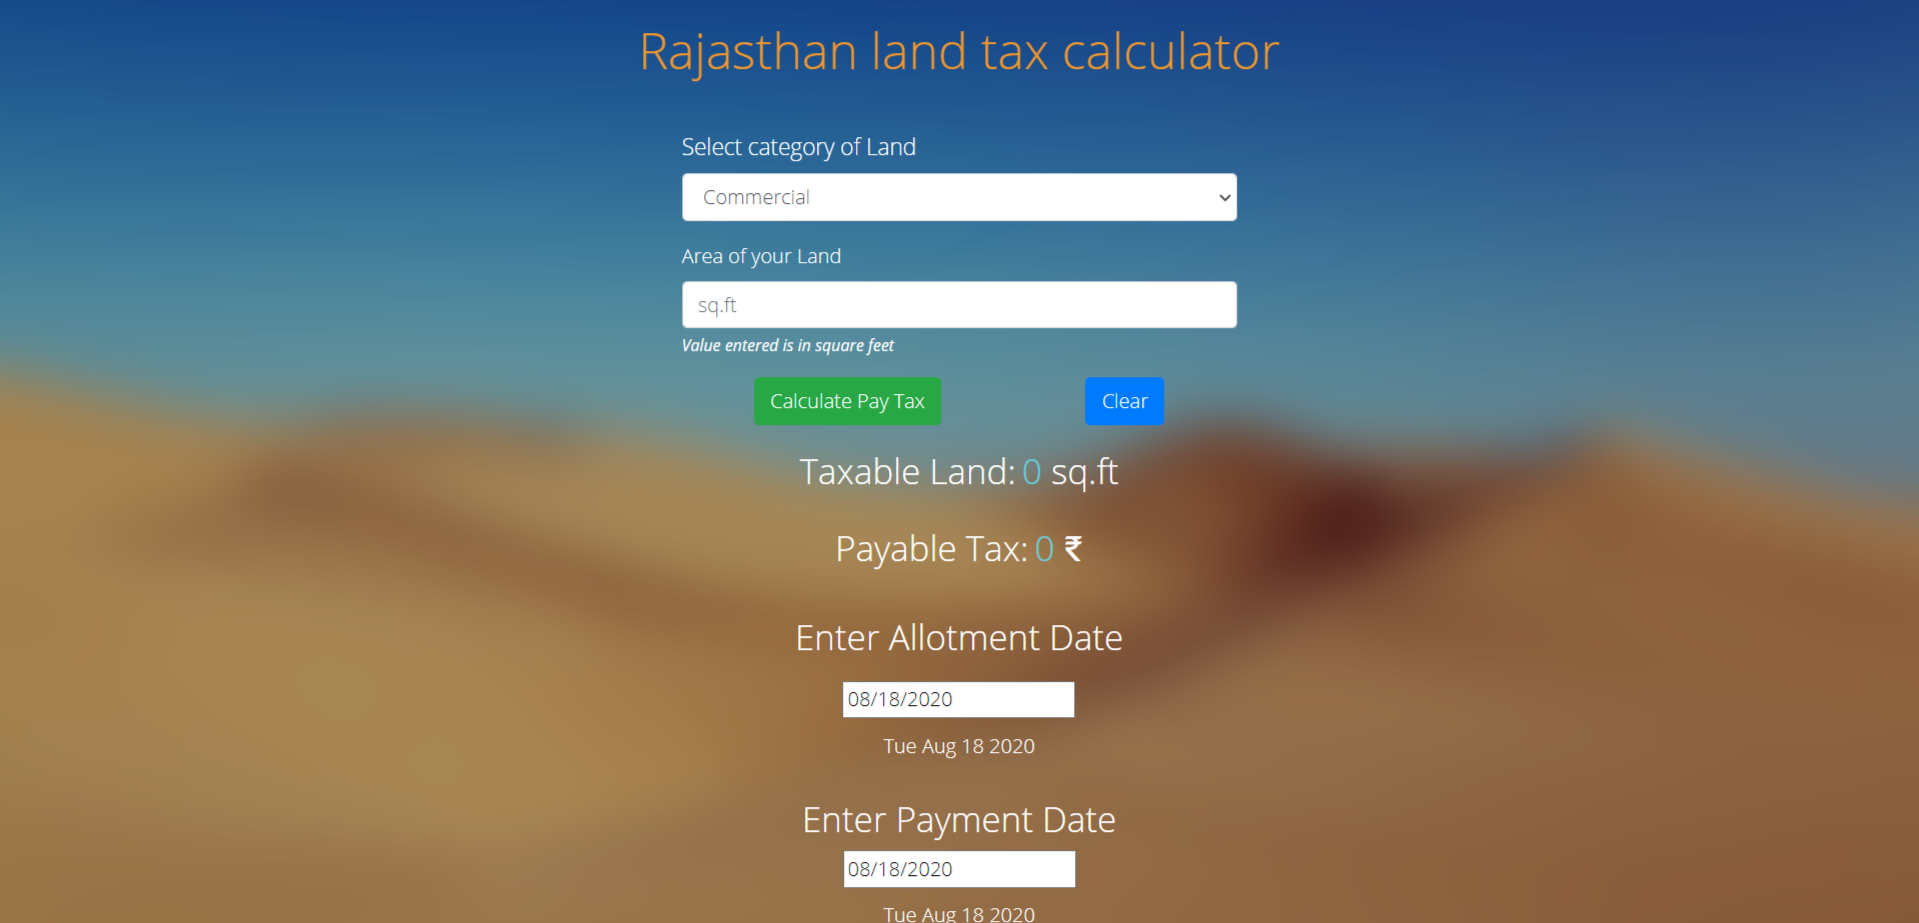 Rajasthan land tax calculator
Select category of Land
Commercial
Area of your Land
sq.ft
Value entered is in square feet
Calculate Pay Tax
Clear
Taxable Land: 0 sq.ft
Payable Tax: 0 ₹
Enter Allotment Date
08/18/2020
Tue Aug 18 2020
Enter Payment Date
08/18/2020
Tue Aug 18 2020